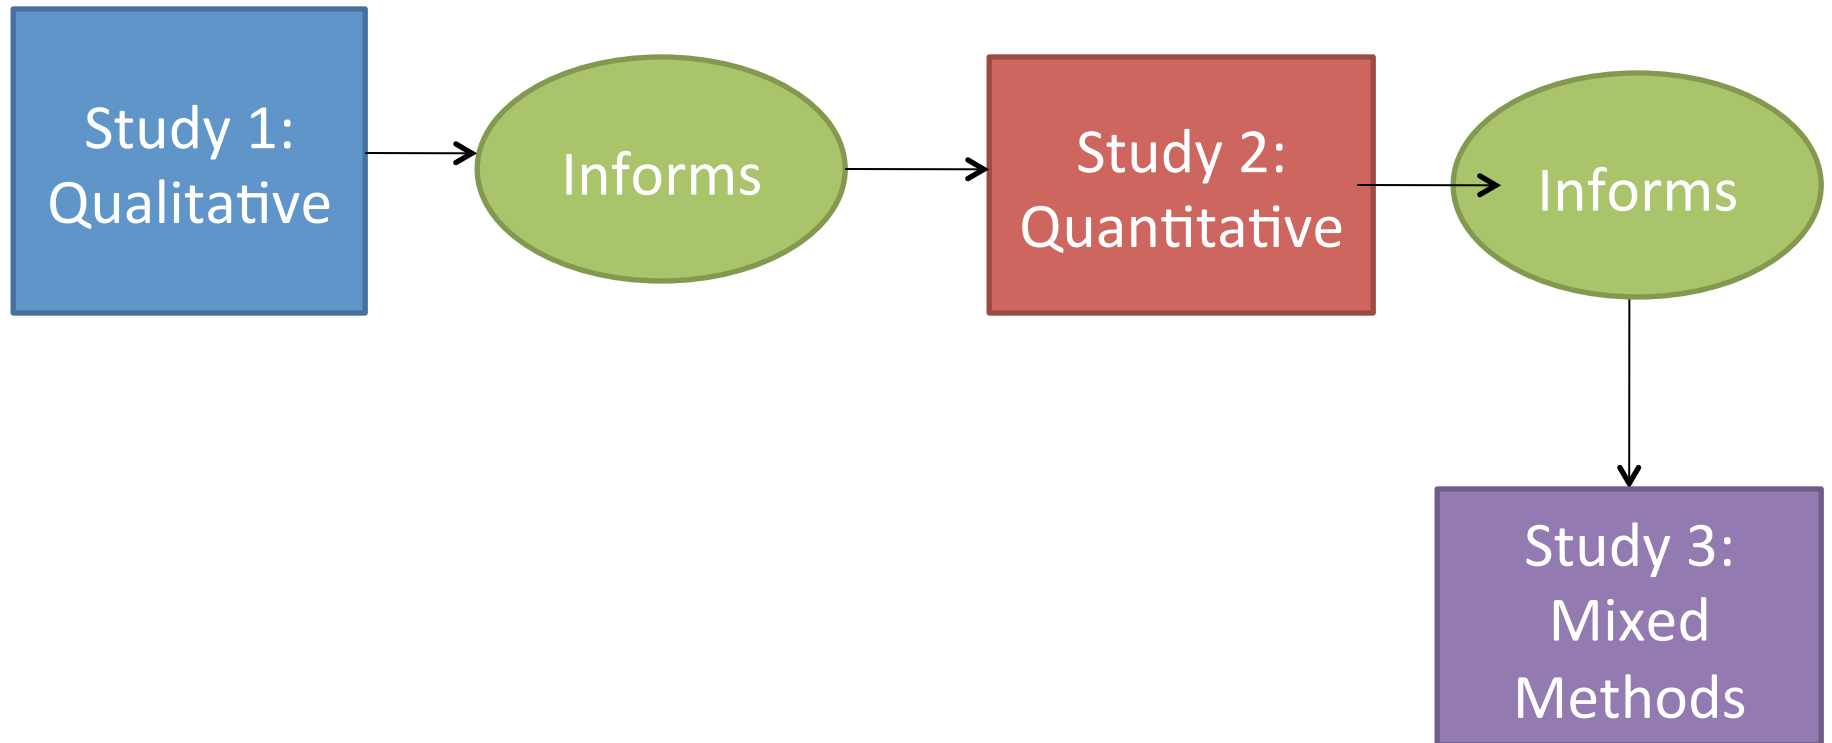 Study 1:
Qualitative
Informs
Study 2:
Quantitative
Informs
Study 3:
Mixed
Methods